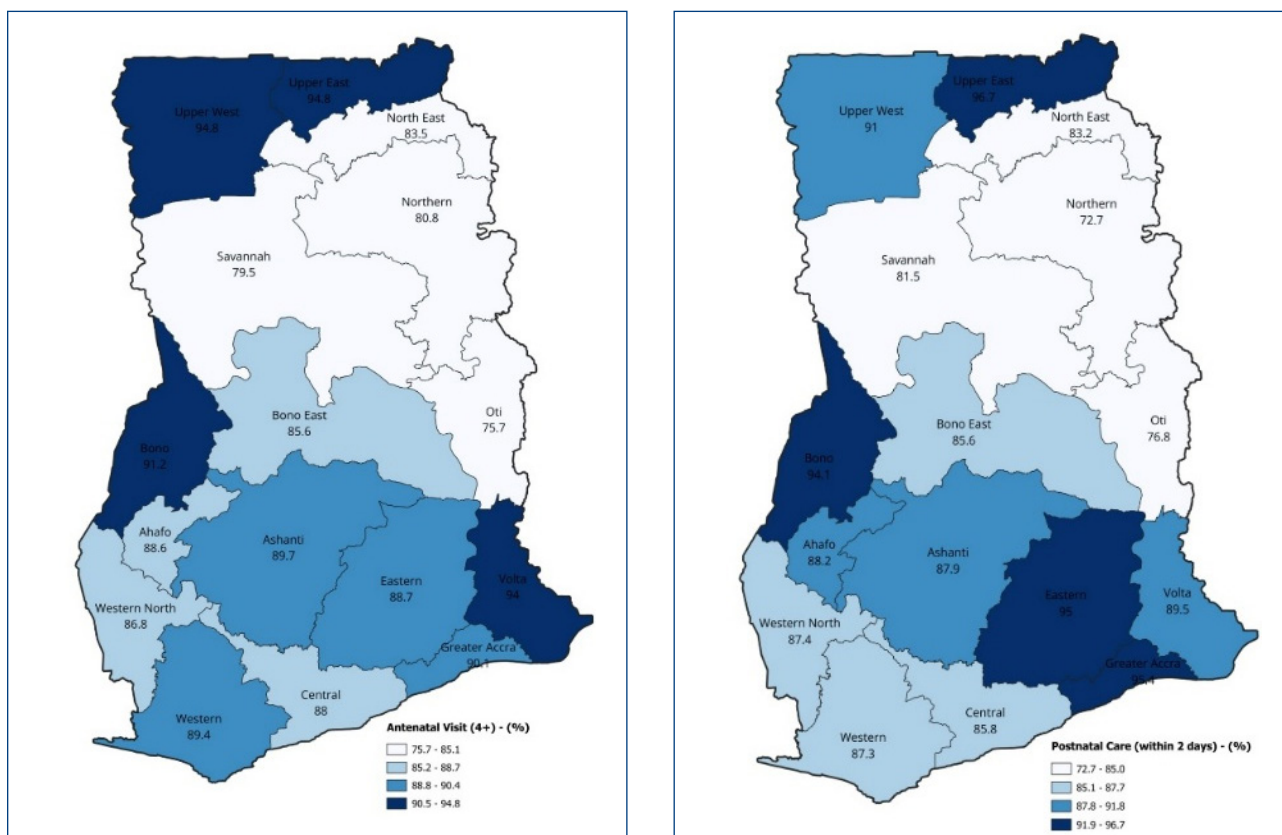 Upper East
94.8
Upper West
94.8
North East
83.5
Northern
80.8
Savannah
79.5
Bono East
85.6
Oti
75.7
Bono
91.2
Ahafo
88.6
Ashanti
89.7
Eastern
88.7
Volta
94
Western North
86.8
Greater Accra
90.1
Central
88
Western
89.4
Antenatal Visit (4+) - (%)
75.7 - 85.1
85.2 - 88.7
88.8 - 90.4
90.5 - 94.8
Upper East
96.7
Upper West
91
North East
83.2
Northern
72.7
Savannah
81.5
Oti
76.8
Bono East
85.6
Bono
94.1
Ahafo
88.2
Ashanti
87.9
Eastern
95
Volta
89.5
Western North
87.4
Greater Accra
95.4
Central
85.8
Western
87.3
Postnatal Care (within 2 days) - (%)
72.7 - 85.0
85.1 - 87.7
87.8 - 91.8
91.9 - 96.7